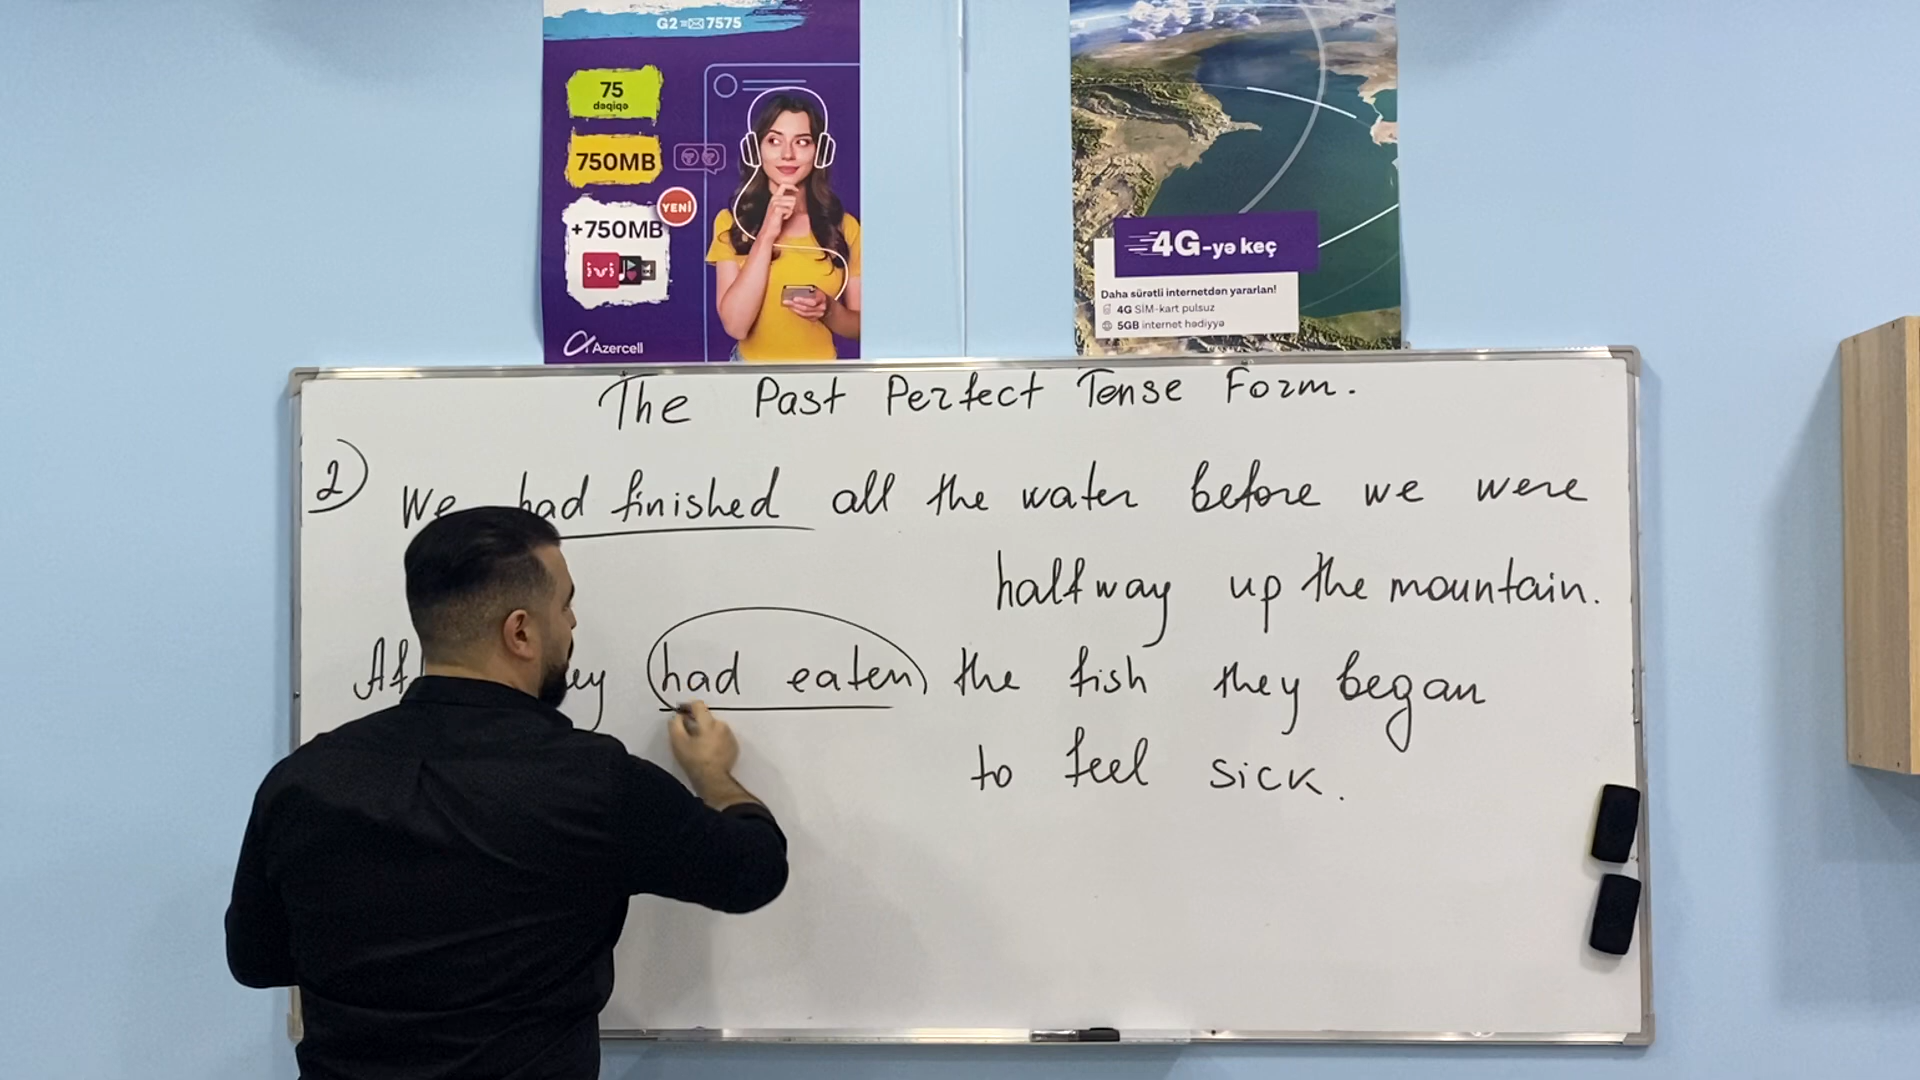 G2 7575
75
dəqiqə
750MB
YENİ
+750MB
ivi
Azercell
4G-yə keç
Daha sürətli internetdən yararlan!
4G SİM-kart pulsuz
5GB internet hədiyyə
The Past Perfect Tense Form.
2) We had finished all the water before we were
halfway up the mountain.
had eaten the fish they began
to feel sick.